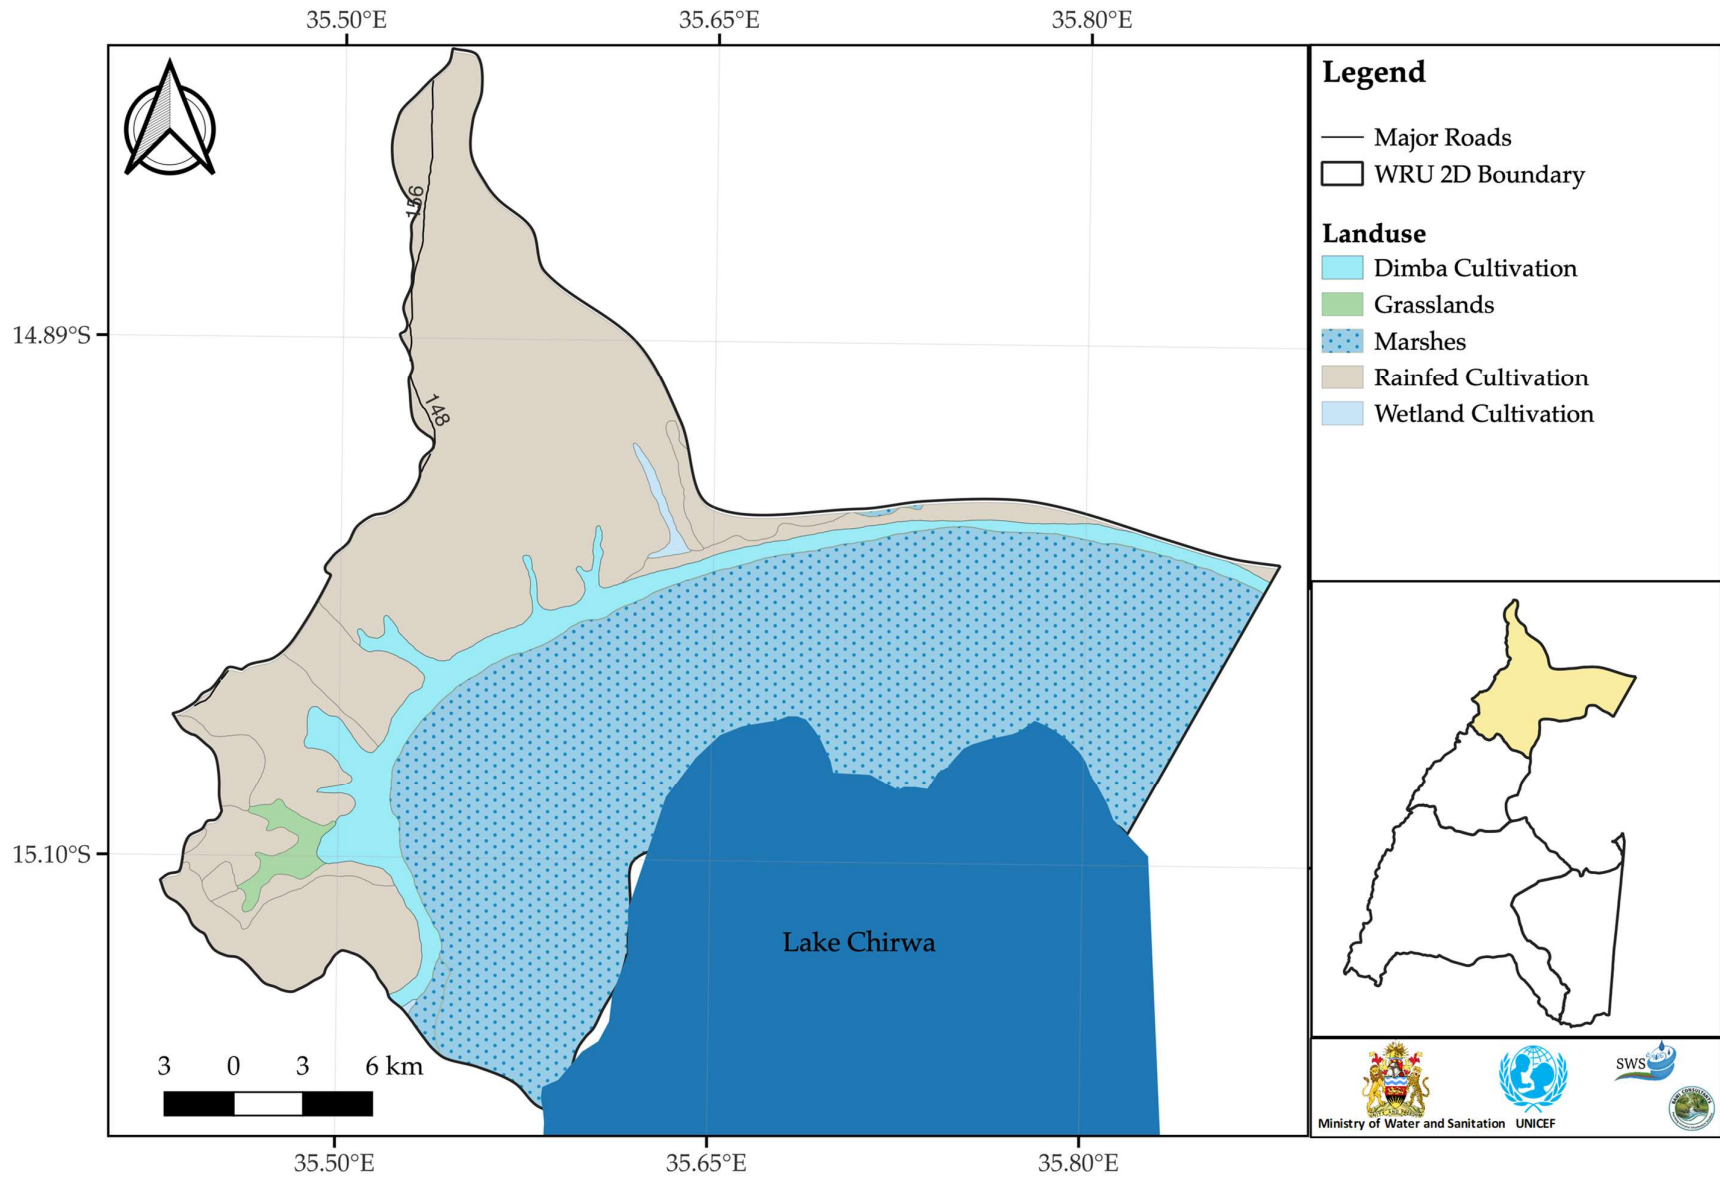 35.50°E 35.65°E 35.80°E
Legend
Major Roads
WRU 2D Boundary
Landuse
Dimba Cultivation
Grasslands
Marshes
Rainfed Cultivation
Wetland Cultivation
156
14.89°S
148
15.10°S
Lake Chirwa
3 0 3 6 km
SWS
Ministry of Water and Sanitation UNICEF
35.50°E 35.65°E 35.80°E